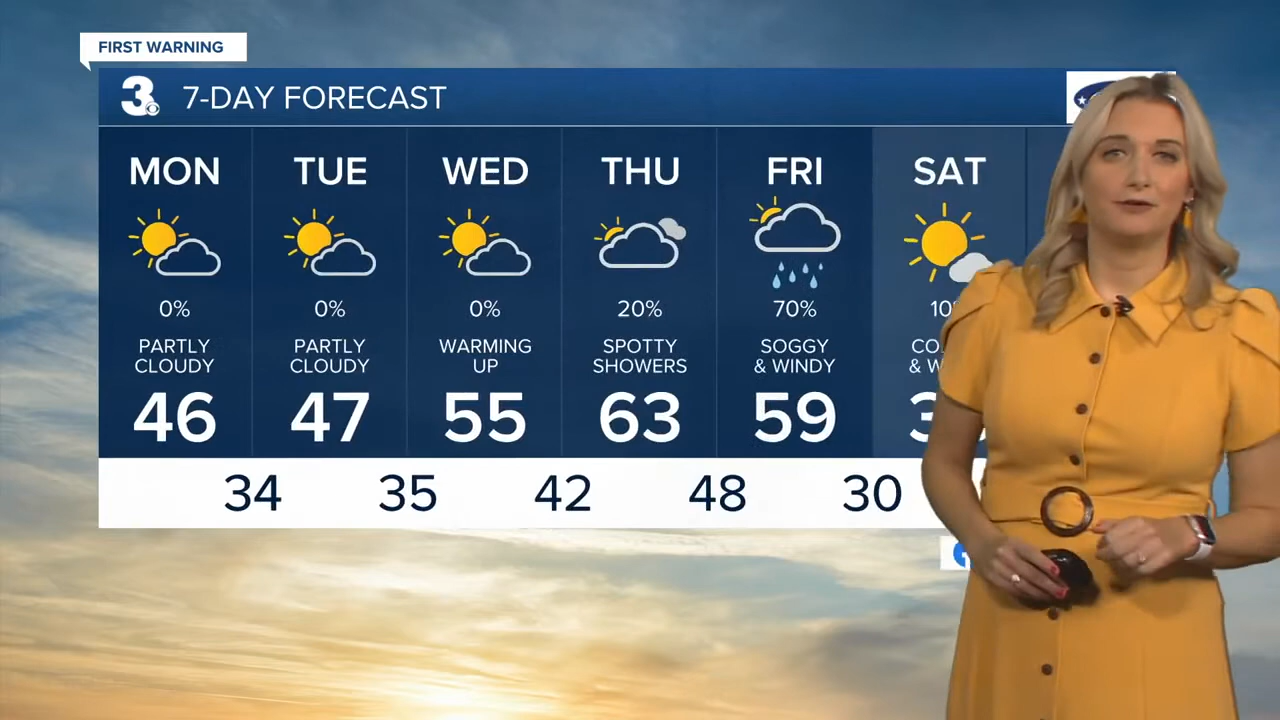 FIRST WARNING
3 7-DAY FORECAST
MON TUE WED THU FRI SAT
0% 0% 0% 20% 70%
PARTLY CLOUDY
PARTLY CLOUDY
WARMING UP
SPOTTY SHOWERS
SOGGY & WINDY
46 47 55 63 59
34 35 42 48 30